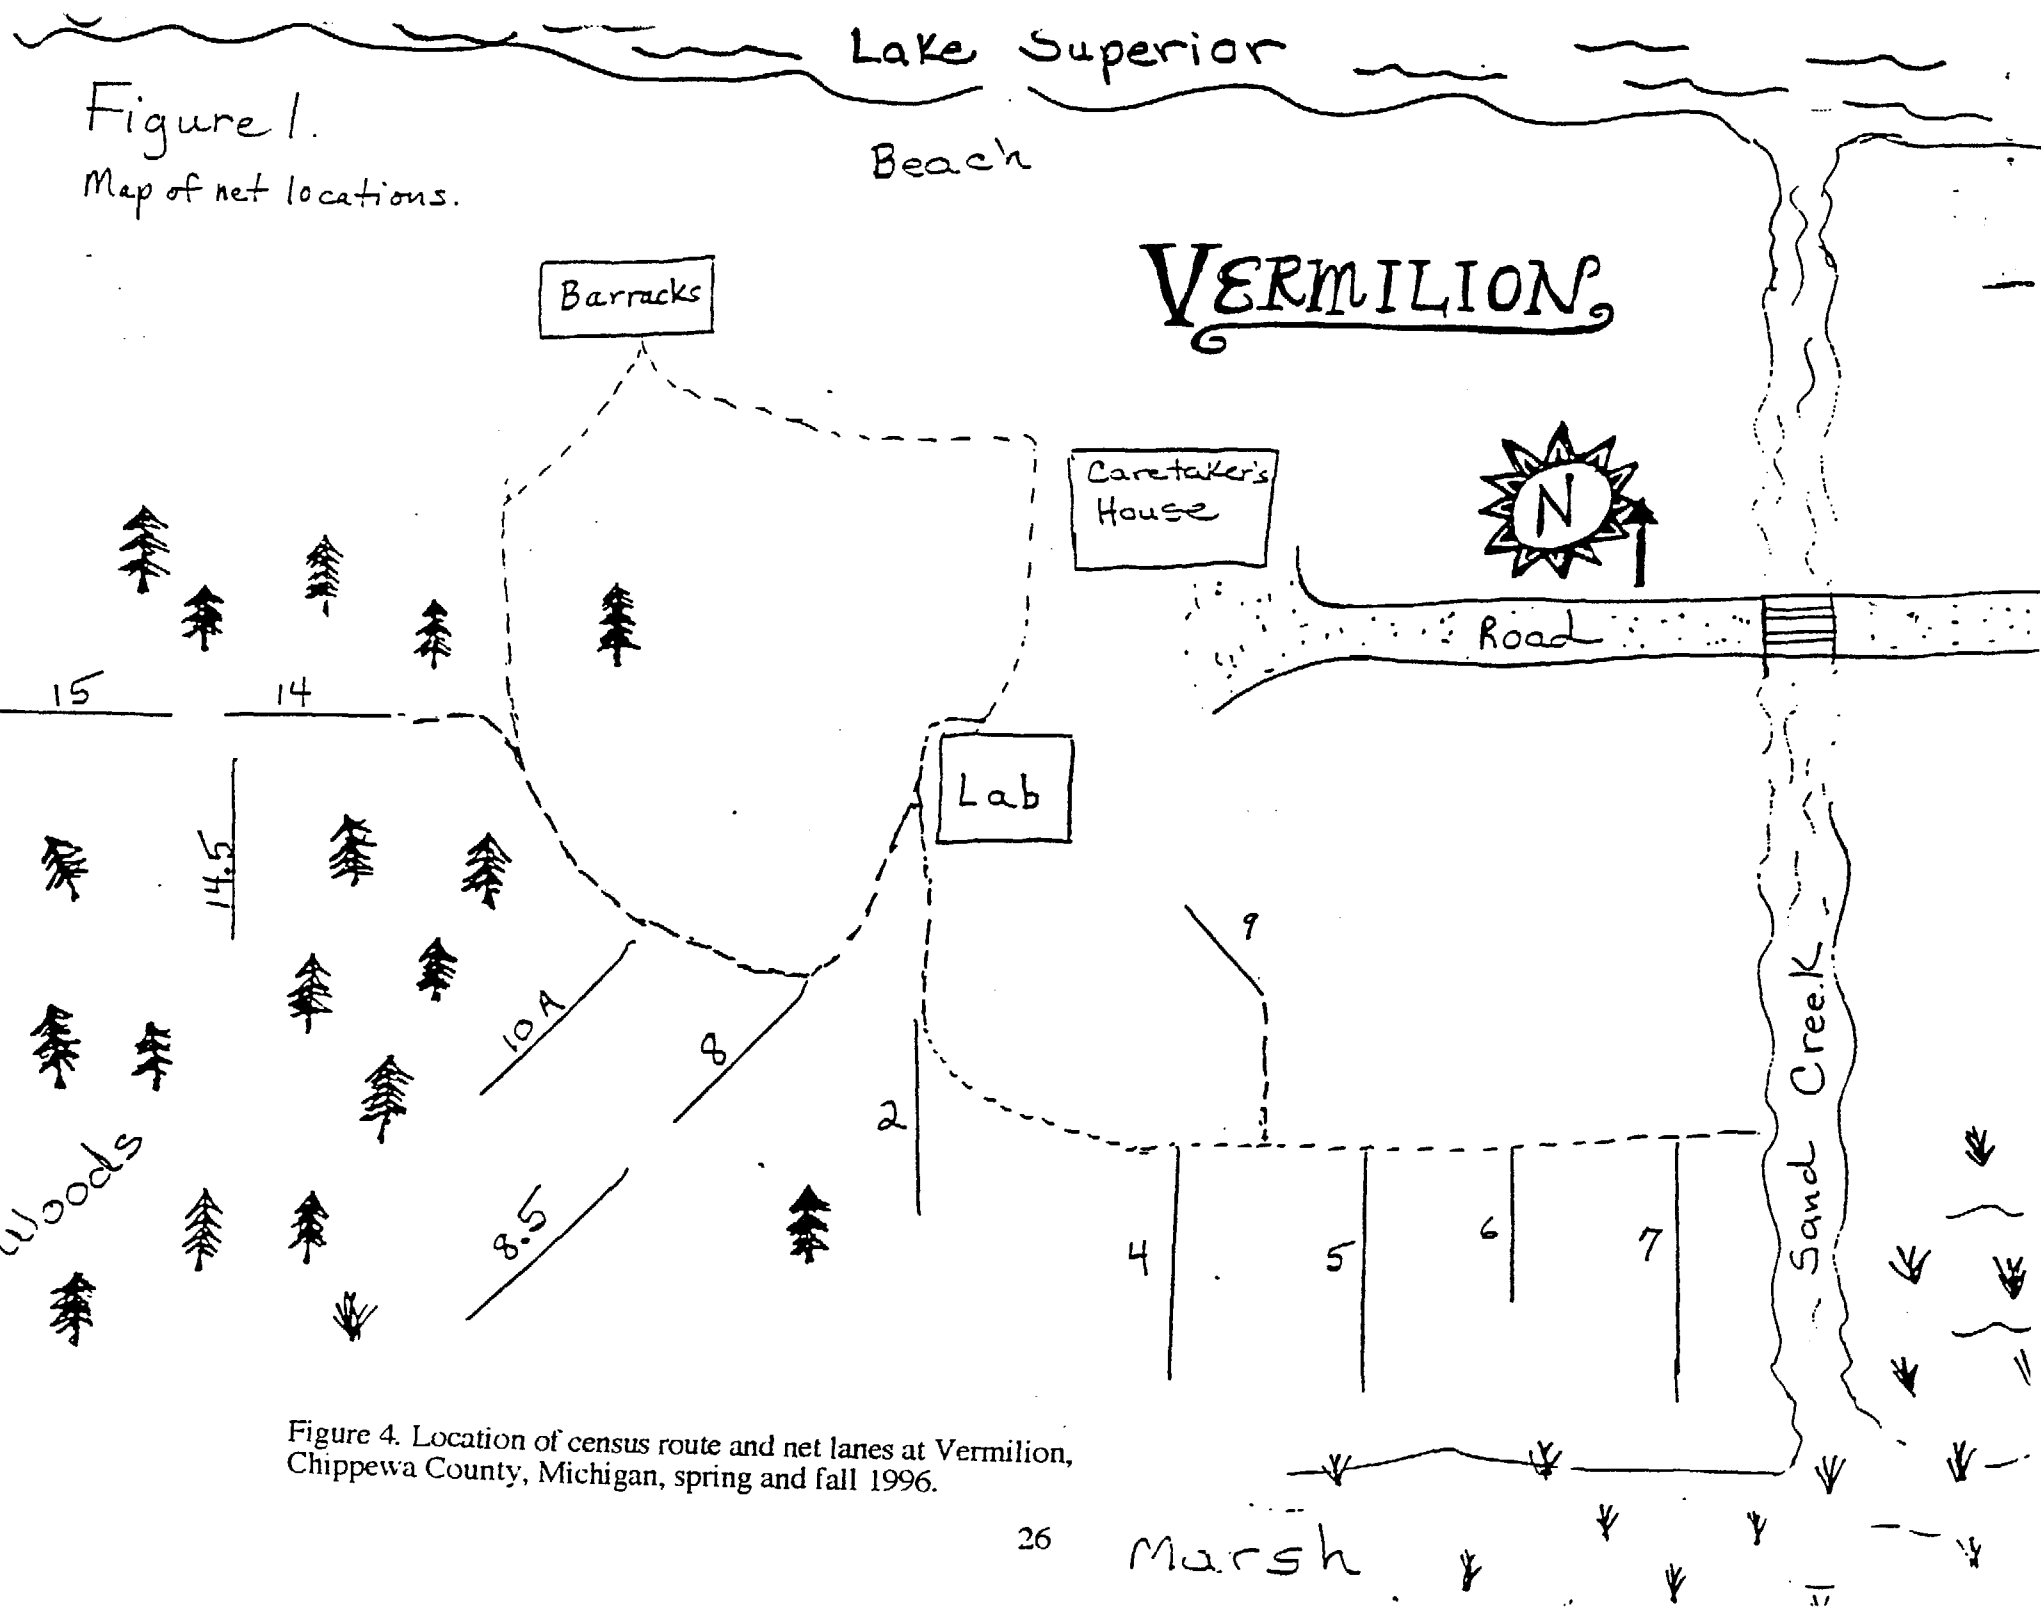 Lake Superior
Figure 1.
Map of net locations.
Beach
VERMILION
Barracks
Caretaker's
House
N
Road
15
14
Lab
14.5
9
10A
8
2
Sand Creek
Woods
8.5
4
5
6
7
Figure 4. Location of census route and net lanes at Vermilion,
Chippewa County, Michigan, spring and fall 1996.
26
Marsh